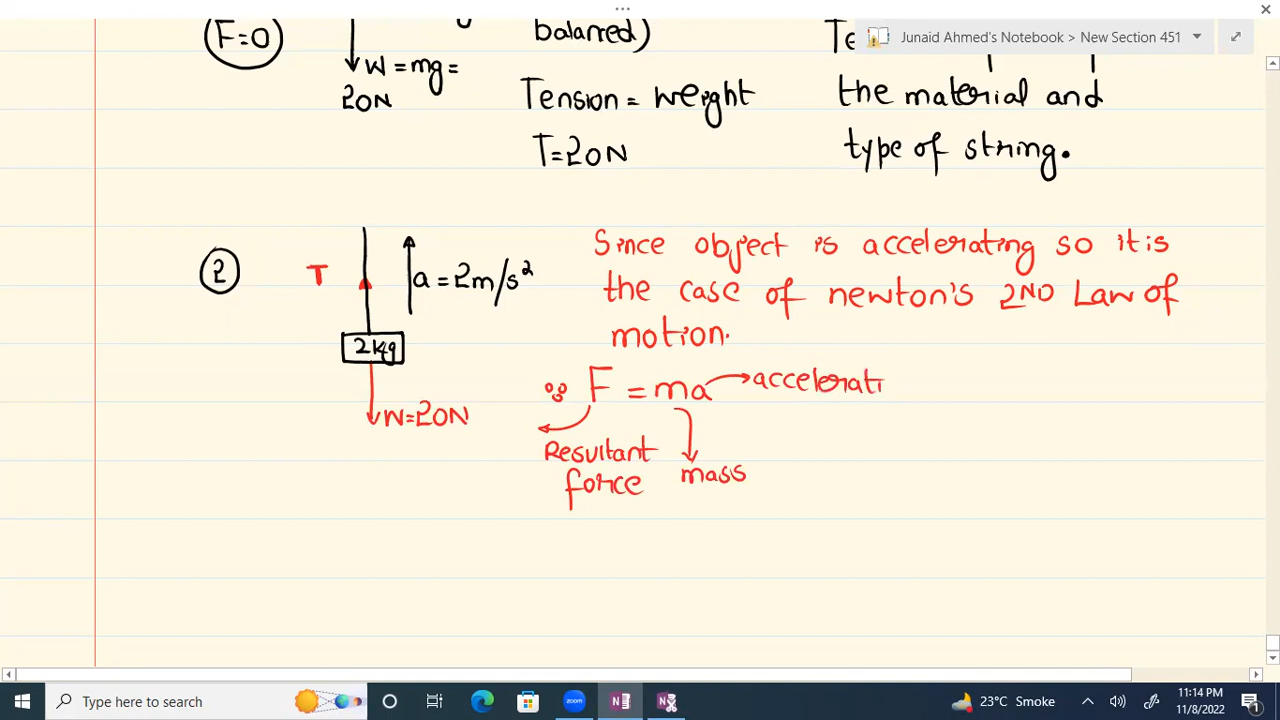 Junaid Ahmed's Notebook > New Section 451
F=0
balanced)
W = mg =
20N
Tension = weight
T=20N
the material and
type of string.
2
T
a = 2m/s²
2kg
W=20N
Since object is accelerating so it is
the case of newton's 2ND Law of
motion.
∵ F = ma → accelerati
Resultant
force
mass
Type here to search
zoom
N
23°C Smoke
11:14 PM
11/8/2022
1